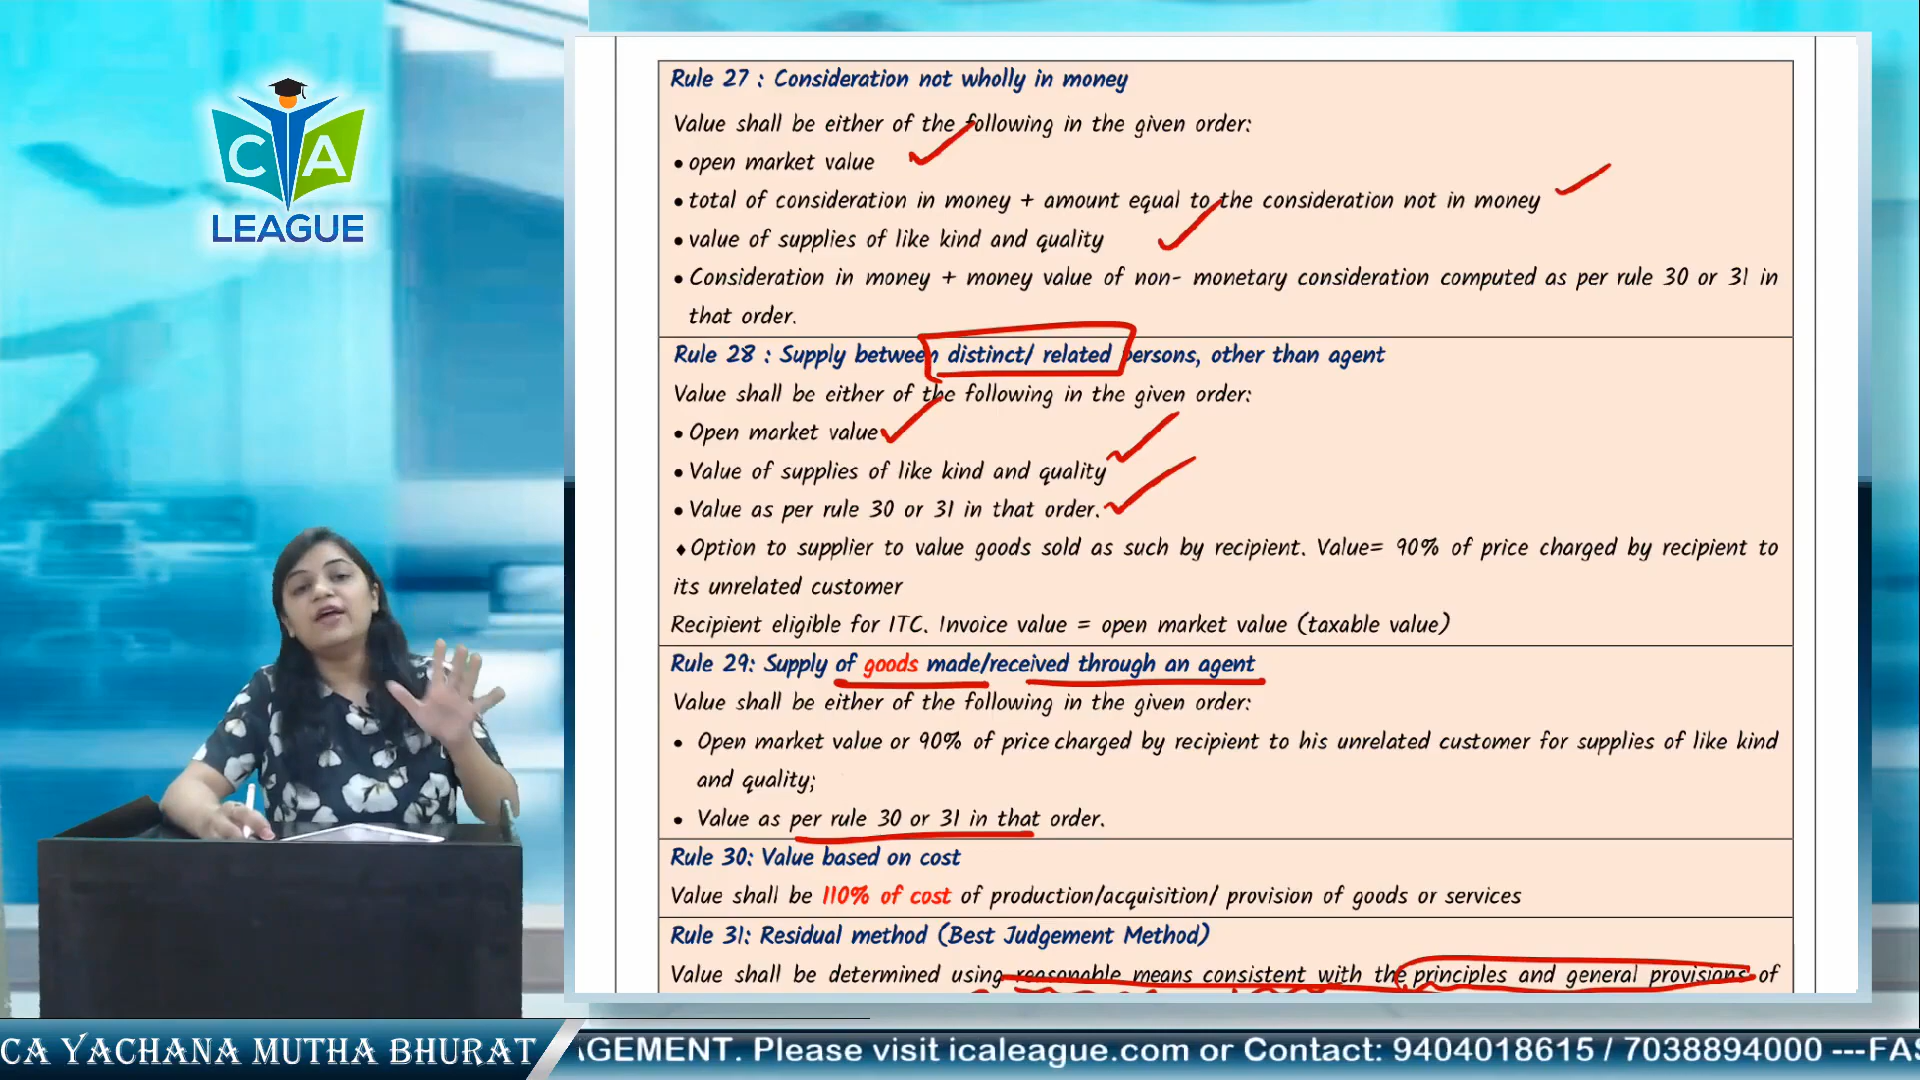 CA
LEAGUE
Rule 27 : Consideration not wholly in money
Value shall be either of the following in the given order:
• open market value
• total of consideration in money + amount equal to the consideration not in money
• value of supplies of like kind and quality
• Consideration in money + money value of non- monetary consideration computed as per rule 30 or 31 in
that order.
Rule 28 : Supply between distinct/ related persons, other than agent
Value shall be either of the following in the given order:
• Open market value
• Value of supplies of like kind and quality
• Value as per rule 30 or 31 in that order.
♦ Option to supplier to value goods sold as such by recipient. Value= 90% of price charged by recipient to
its unrelated customer
Recipient eligible for ITC. Invoice value = open market value (taxable value)
Rule 29: Supply of goods made/received through an agent
Value shall be either of the following in the given order:
• Open market value or 90% of price charged by recipient to his unrelated customer for supplies of like kind
and quality;
• Value as per rule 30 or 31 in that order.
Rule 30: Value based on cost
Value shall be 110% of cost of production/acquisition/ provision of goods or services
Rule 31: Residual method (Best Judgement Method)
Value shall be determined using reasonable means consistent with the principles and general provisions of
CA YACHANA MUTHA BHURAT
AGEMENT. Please visit icaleague.com or Contact: 9404018615 / 7038894000 ---FAS